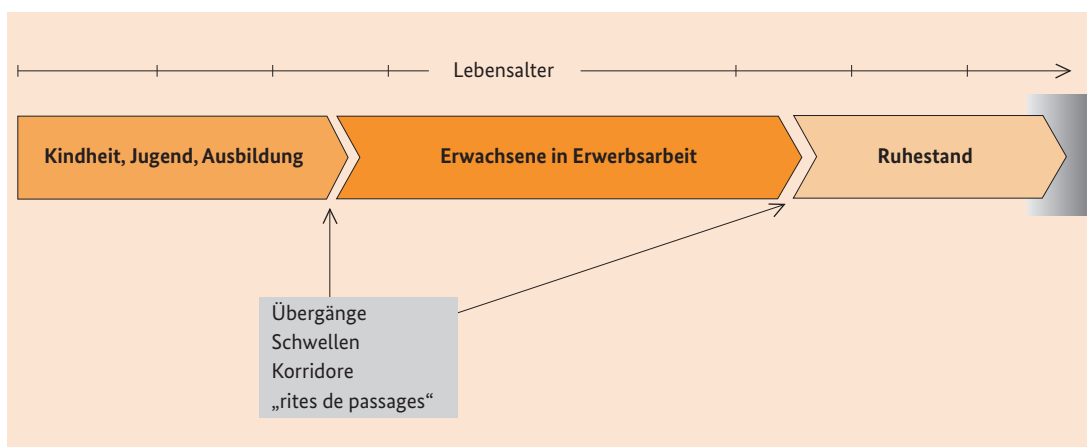 Lebensalter
Kindheit, Jugend, Ausbildung
Erwachsene in Erwerbsarbeit
Ruhestand
Übergänge
Schwellen
Korridore
„rites de passages“